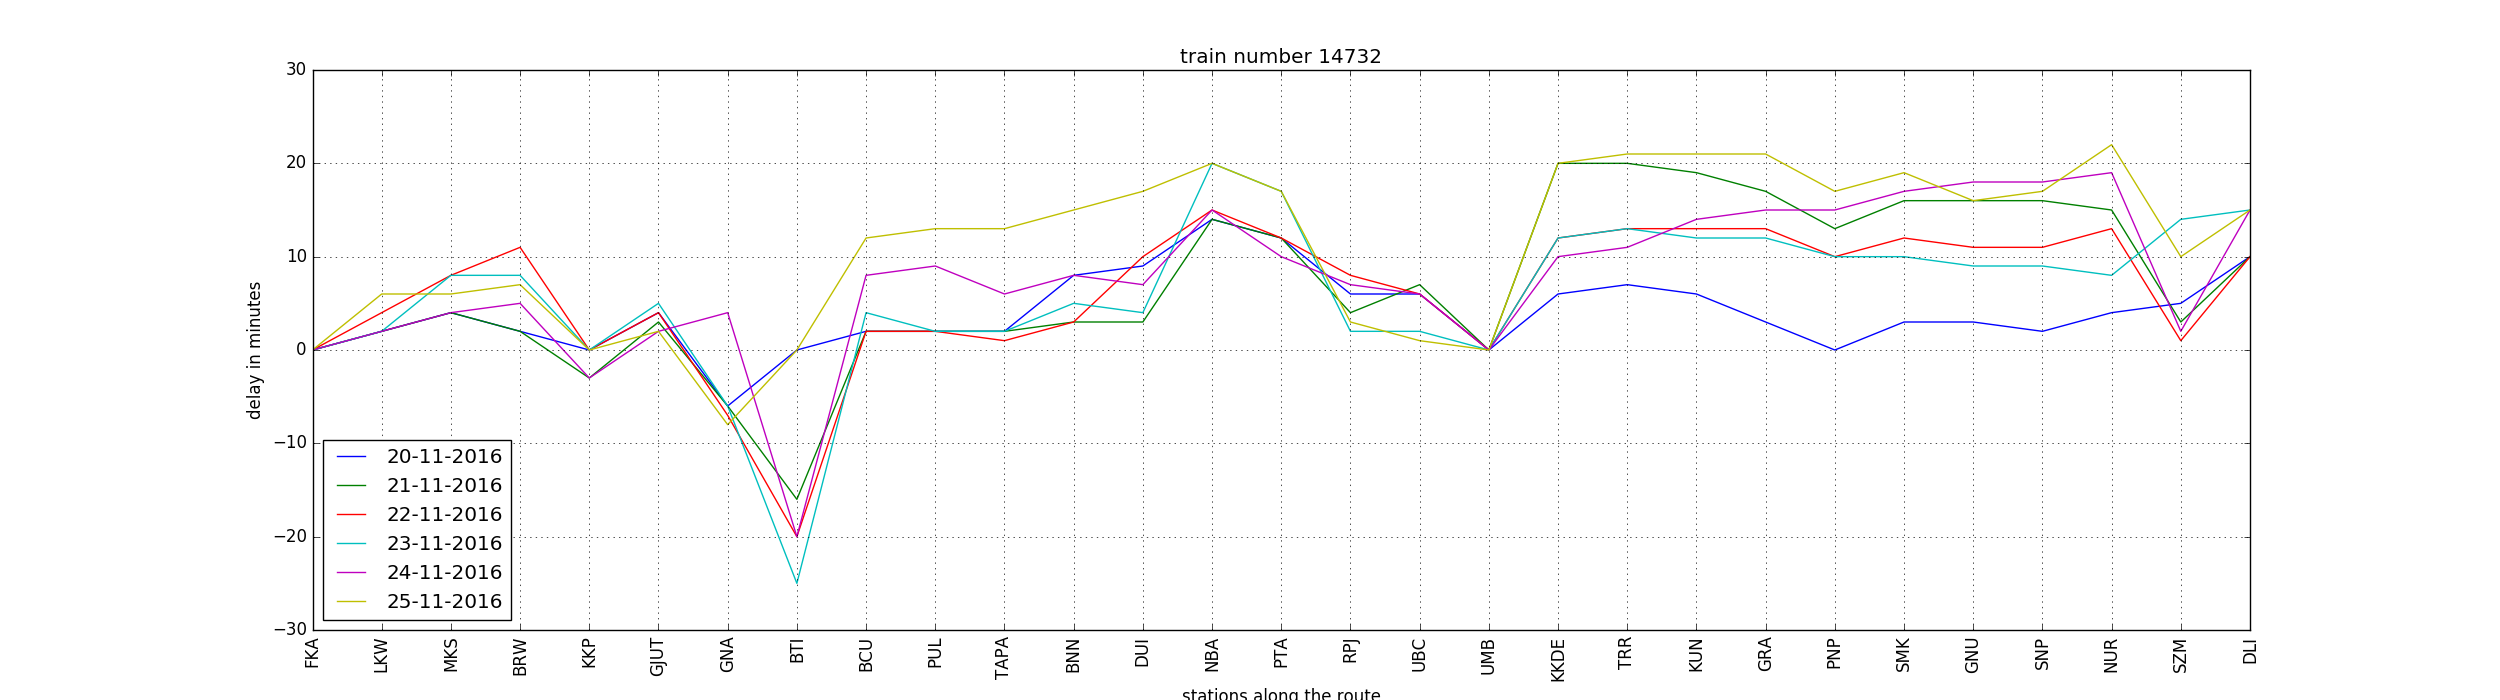 train number 14732
30
20
10
0
−10
−20
−30
delay in minutes
20-11-2016
21-11-2016
22-11-2016
23-11-2016
24-11-2016
25-11-2016
FKA
LKW
MKS
BRW
KKP
GJUT
GNA
BTI
BCU
PUL
TAPA
BNN
DUI
NBA
PTA
RPJ
UBC
UMB
KKDE
TRR
KUN
GRA
PNP
SMK
GNU
SNP
NUR
SZM
DLI
stations along the route